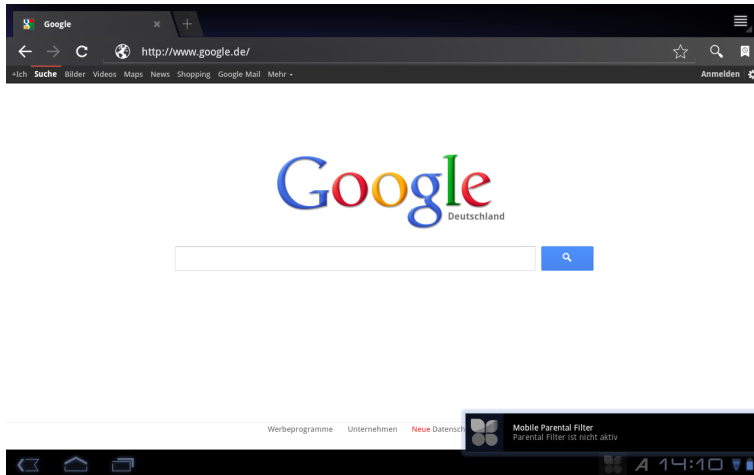 Google
http://www.google.de/
+Ich Suche Bilder Videos Maps News Shopping Google Mail Mehr
Anmelden
Google
Deutschland
Werbeprogramme Unternehmen Neue Datensch
Mobile Parental Filter
Parental Filter ist nicht aktiv
A 14:10